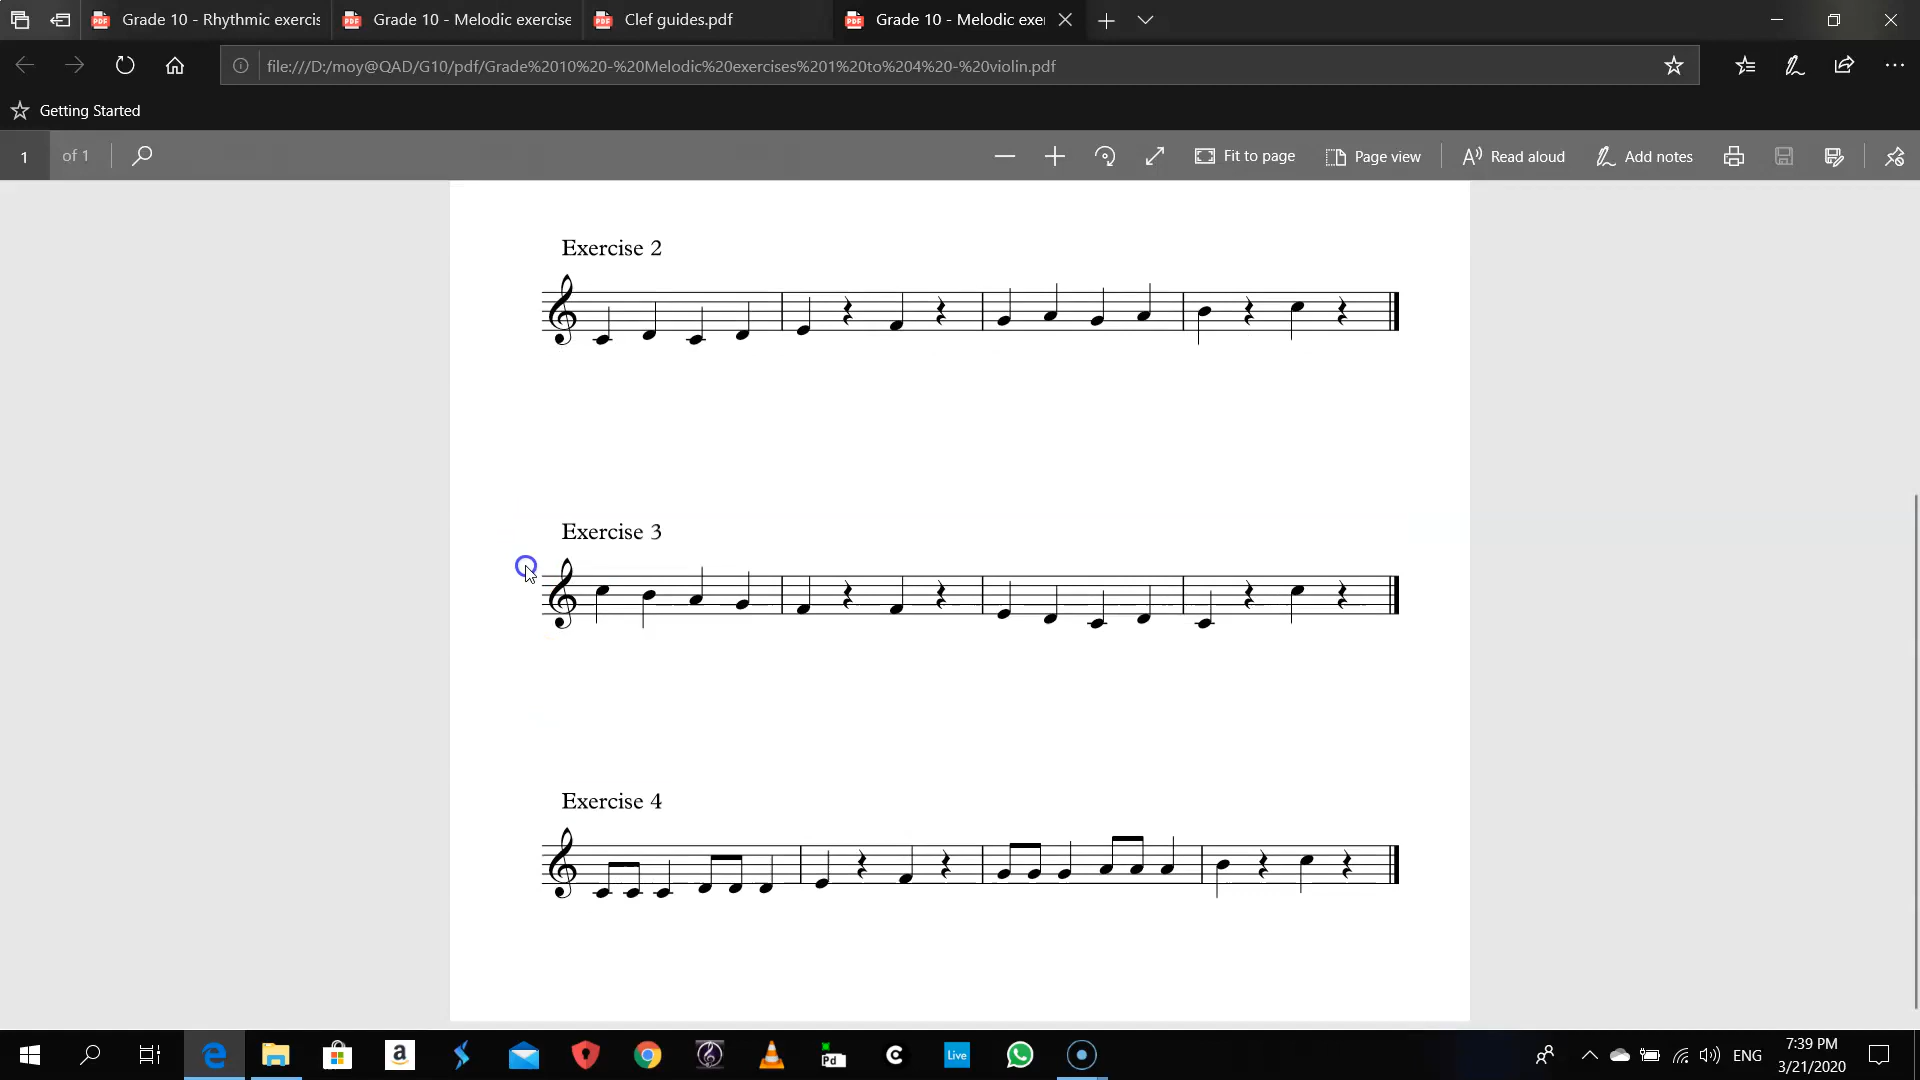 Grade 10 - Rhythmic exercis
Grade 10 - Melodic exercise
Clef guides.pdf
Grade 10 - Melodic exer
file:///D:/moy@QAD/G10/pdf/Grade%2010%20-%20Melodic%20exercises%201%20to%204%20-%20violin.pdf
Getting Started
1 of 1
Fit to page
Page view
Read aloud
Add notes
Exercise 2
Exercise 3
Exercise 4
a
Pd
C
Live
ENG
7:39 PM
3/21/2020